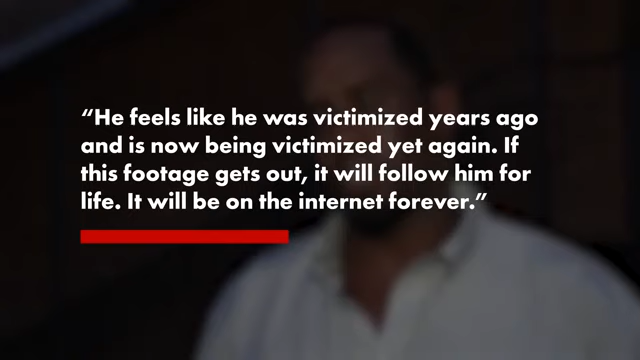 “He feels like he was victimized years ago
and is now being victimized yet again. If
this footage gets out, it will follow him for
life. It will be on the internet forever.”